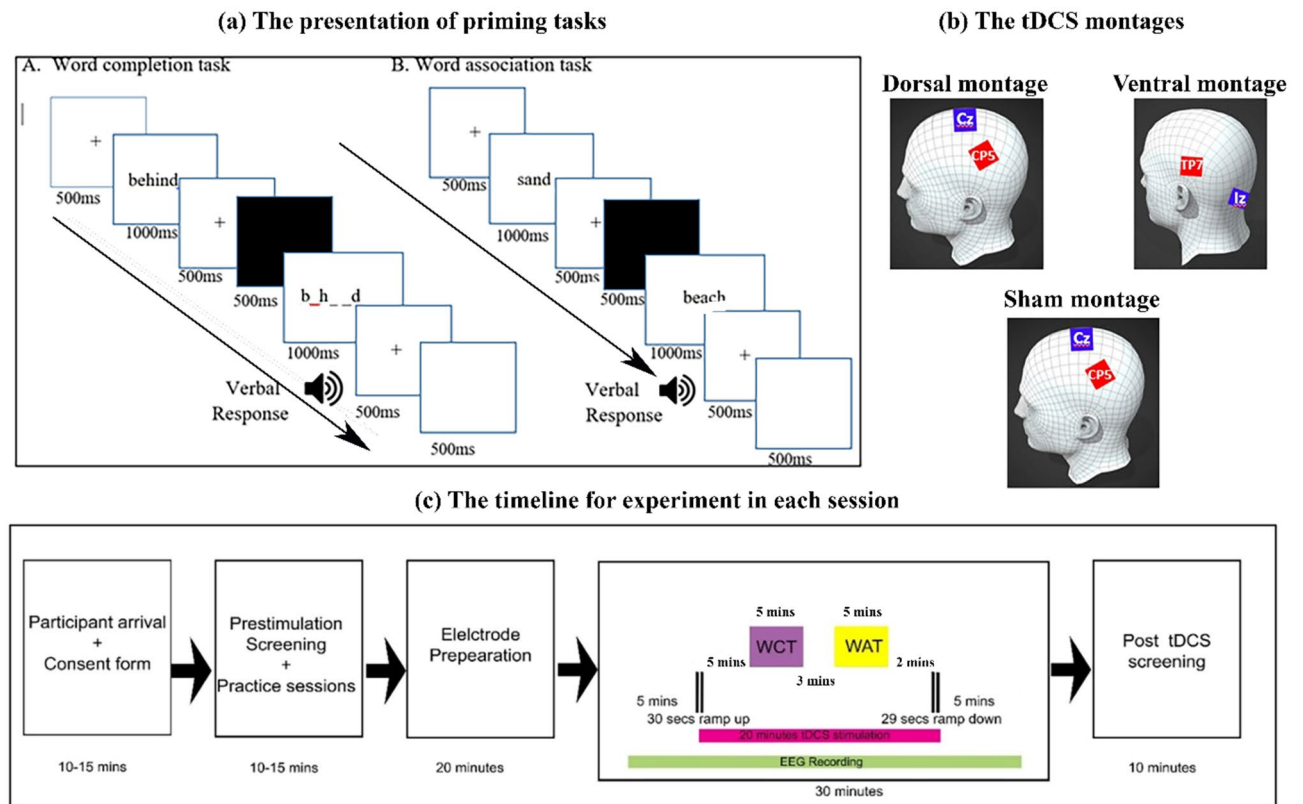 (a) The presentation of priming tasks
A. Word completion task
500ms
behind
1000ms
500ms
500ms
b_h_ _d
1000ms
Verbal
Response
500ms
500ms
B. Word association task
500ms
sand
1000ms
500ms
500ms
beach
1000ms
Verbal
Response
500ms
500ms
(b) The tDCS montages
Dorsal montage
Cz
CP5
Ventral montage
TP7
Iz
Sham montage
Cz
CP5
(c) The timeline for experiment in each session
Participant arrival
+
Consent form
10-15 mins
Prestimulation
Screening
+
Practice sessions
10-15 mins
Elelctrode
Prepearation
20 minutes
5 mins
5 mins
WCT
WAT
5 mins
2 mins
3 mins
5 mins
5 mins
30 secs ramp up
29 secs ramp down
20 minutes tDCS stimulation
EEG Recording
30 minutes
Post tDCS
screening
10 minutes